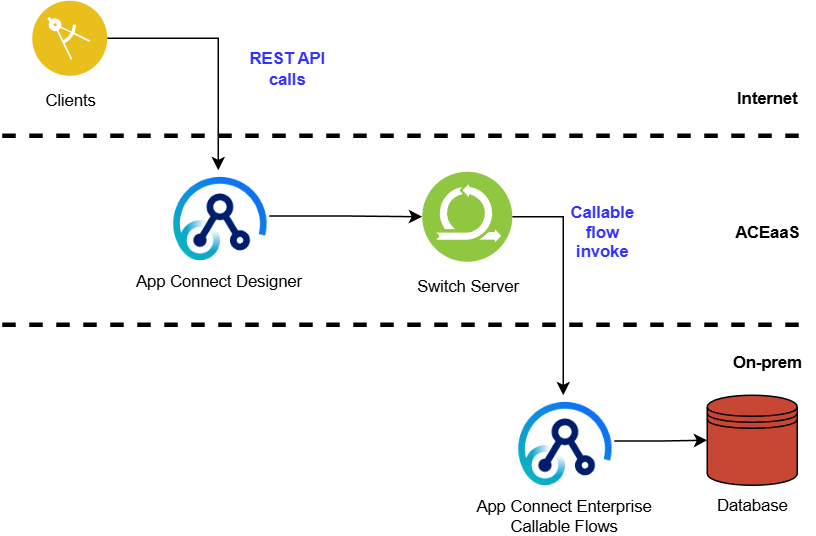 REST API
calls
Clients
Internet
Callable
flow
invoke
ACEaaS
App Connect Designer
Switch Server
On-prem
App Connect Enterprise
Callable Flows
Database